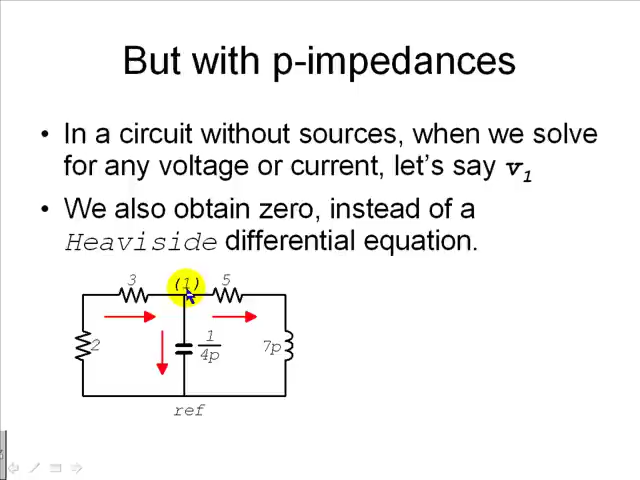 But with p-impedances
• In a circuit without sources, when we solve
for any voltage or current, let's say v₁
• We also obtain zero, instead of a
Heaviside differential equation.
3 (1) 5
2 1/4p 7p
ref